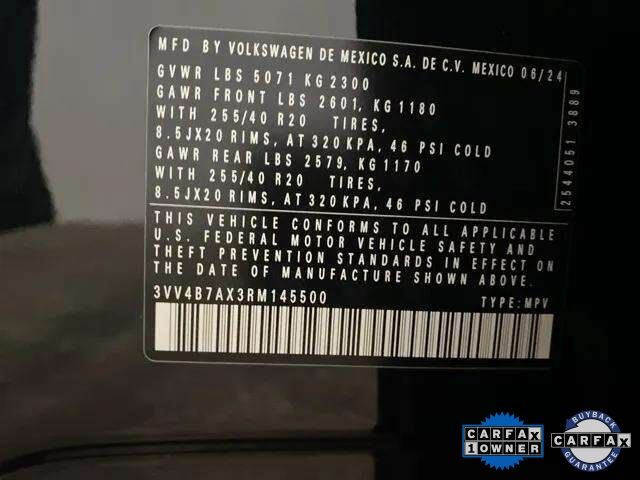 MFD BY VOLKSWAGEN DE MEXICO S.A. DE C.V. MEXICO 06/24
GVWR LBS 5071 KG 2300
GAWR FRONT LBS 2601, KG 1180
WITH 255/40 R20 TIRES,
8.5JX20 RIMS, AT 320 KPA, 46 PSI COLD
GAWR REAR LBS 2579, KG 1170
WITH 255/40 R20 TIRES,
8.5JX20 RIMS, AT 320 KPA, 46 PSI COLD
2544051 3889
THIS VEHICLE CONFORMS TO ALL APPLICABLE
U.S. FEDERAL MOTOR VEHICLE SAFETY AND
THEFT PREVENTION STANDARDS IN EFFECT ON
THE DATE OF MANUFACTURE SHOWN ABOVE.
3VV4B7AX3RM145500 TYPE: MPV
CARFAX
1 OWNER
BUYBACK
CARFAX
GUARANTEE